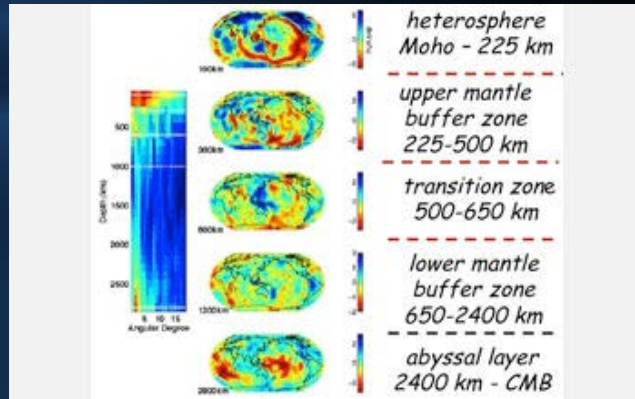 heterosphere
Moho - 225 km
upper mantle
buffer zone
225-500 km
transition zone
500-650 km
lower mantle
buffer zone
650-2400 km
abyssal layer
2400 km - CMB
500
1000
1500
2000
2500
Depth (km)
5 10 15
Angular Degree